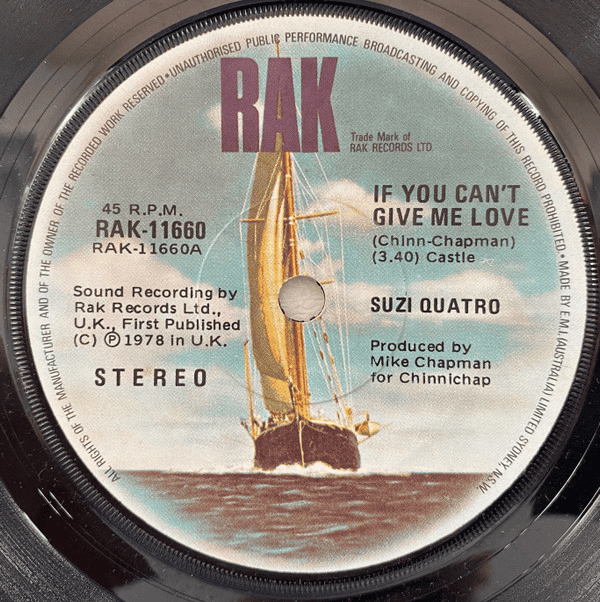 ALL RIGHTS OF THE MANUFACTURER AND OF THE OWNER OF THE RECORDED WORK RESERVED • UNAUTHORISED PUBLIC PERFORMANCE BROADCASTING AND COPYING OF THIS RECORD PROHIBITED • MADE BY E.M.I. (AUSTRALIA) LIMITED SYDNEY, N.S.W.
RAK
Trade Mark of
RAK RECORDS LTD
45 R.P.M.
RAK-11660
RAK-11660A
IF YOU CAN'T
GIVE ME LOVE
(Chinn-Chapman)
(3.40) Castle
Sound Recording by
Rak Records Ltd.,
U.K., First Published
(C) Ⓟ 1978 in U.K.
SUZI QUATRO
STEREO
Produced by
Mike Chapman
for Chinnichap